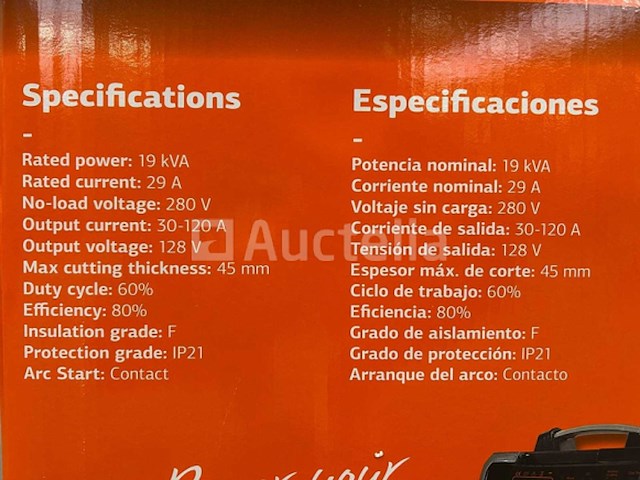 Specifications
-
Rated power: 19 kVA
Rated current: 29 A
No-load voltage: 280 V
Output current: 30-120 A
Output voltage: 128 V
Max cutting thickness: 45 mm
Duty cycle: 60%
Efficiency: 80%
Insulation grade: F
Protection grade: IP21
Arc Start: Contact
Especificaciones
-
Potencia nominal: 19 kVA
Corriente nominal: 29 A
Voltaje sin carga: 280 V
Corriente de salida: 30-120 A
Tensión de salida: 128 V
Espesor máx. de corte: 45 mm
Ciclo de trabajo: 60%
Eficiencia: 80%
Grado de aislamiento: F
Grado de protección: IP21
Arranque del arco: Contacto
Auctelia
your